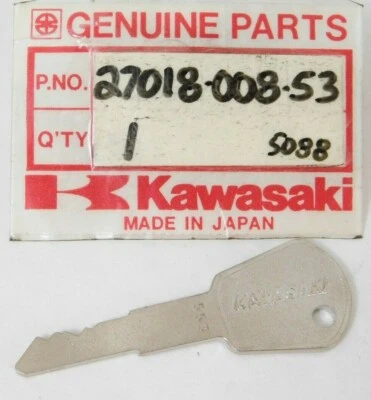 GENUINE PARTS
P.NO. 27018-008-53
Q'TY 1 5088
Kawasaki
MADE IN JAPAN
KAWASAKI